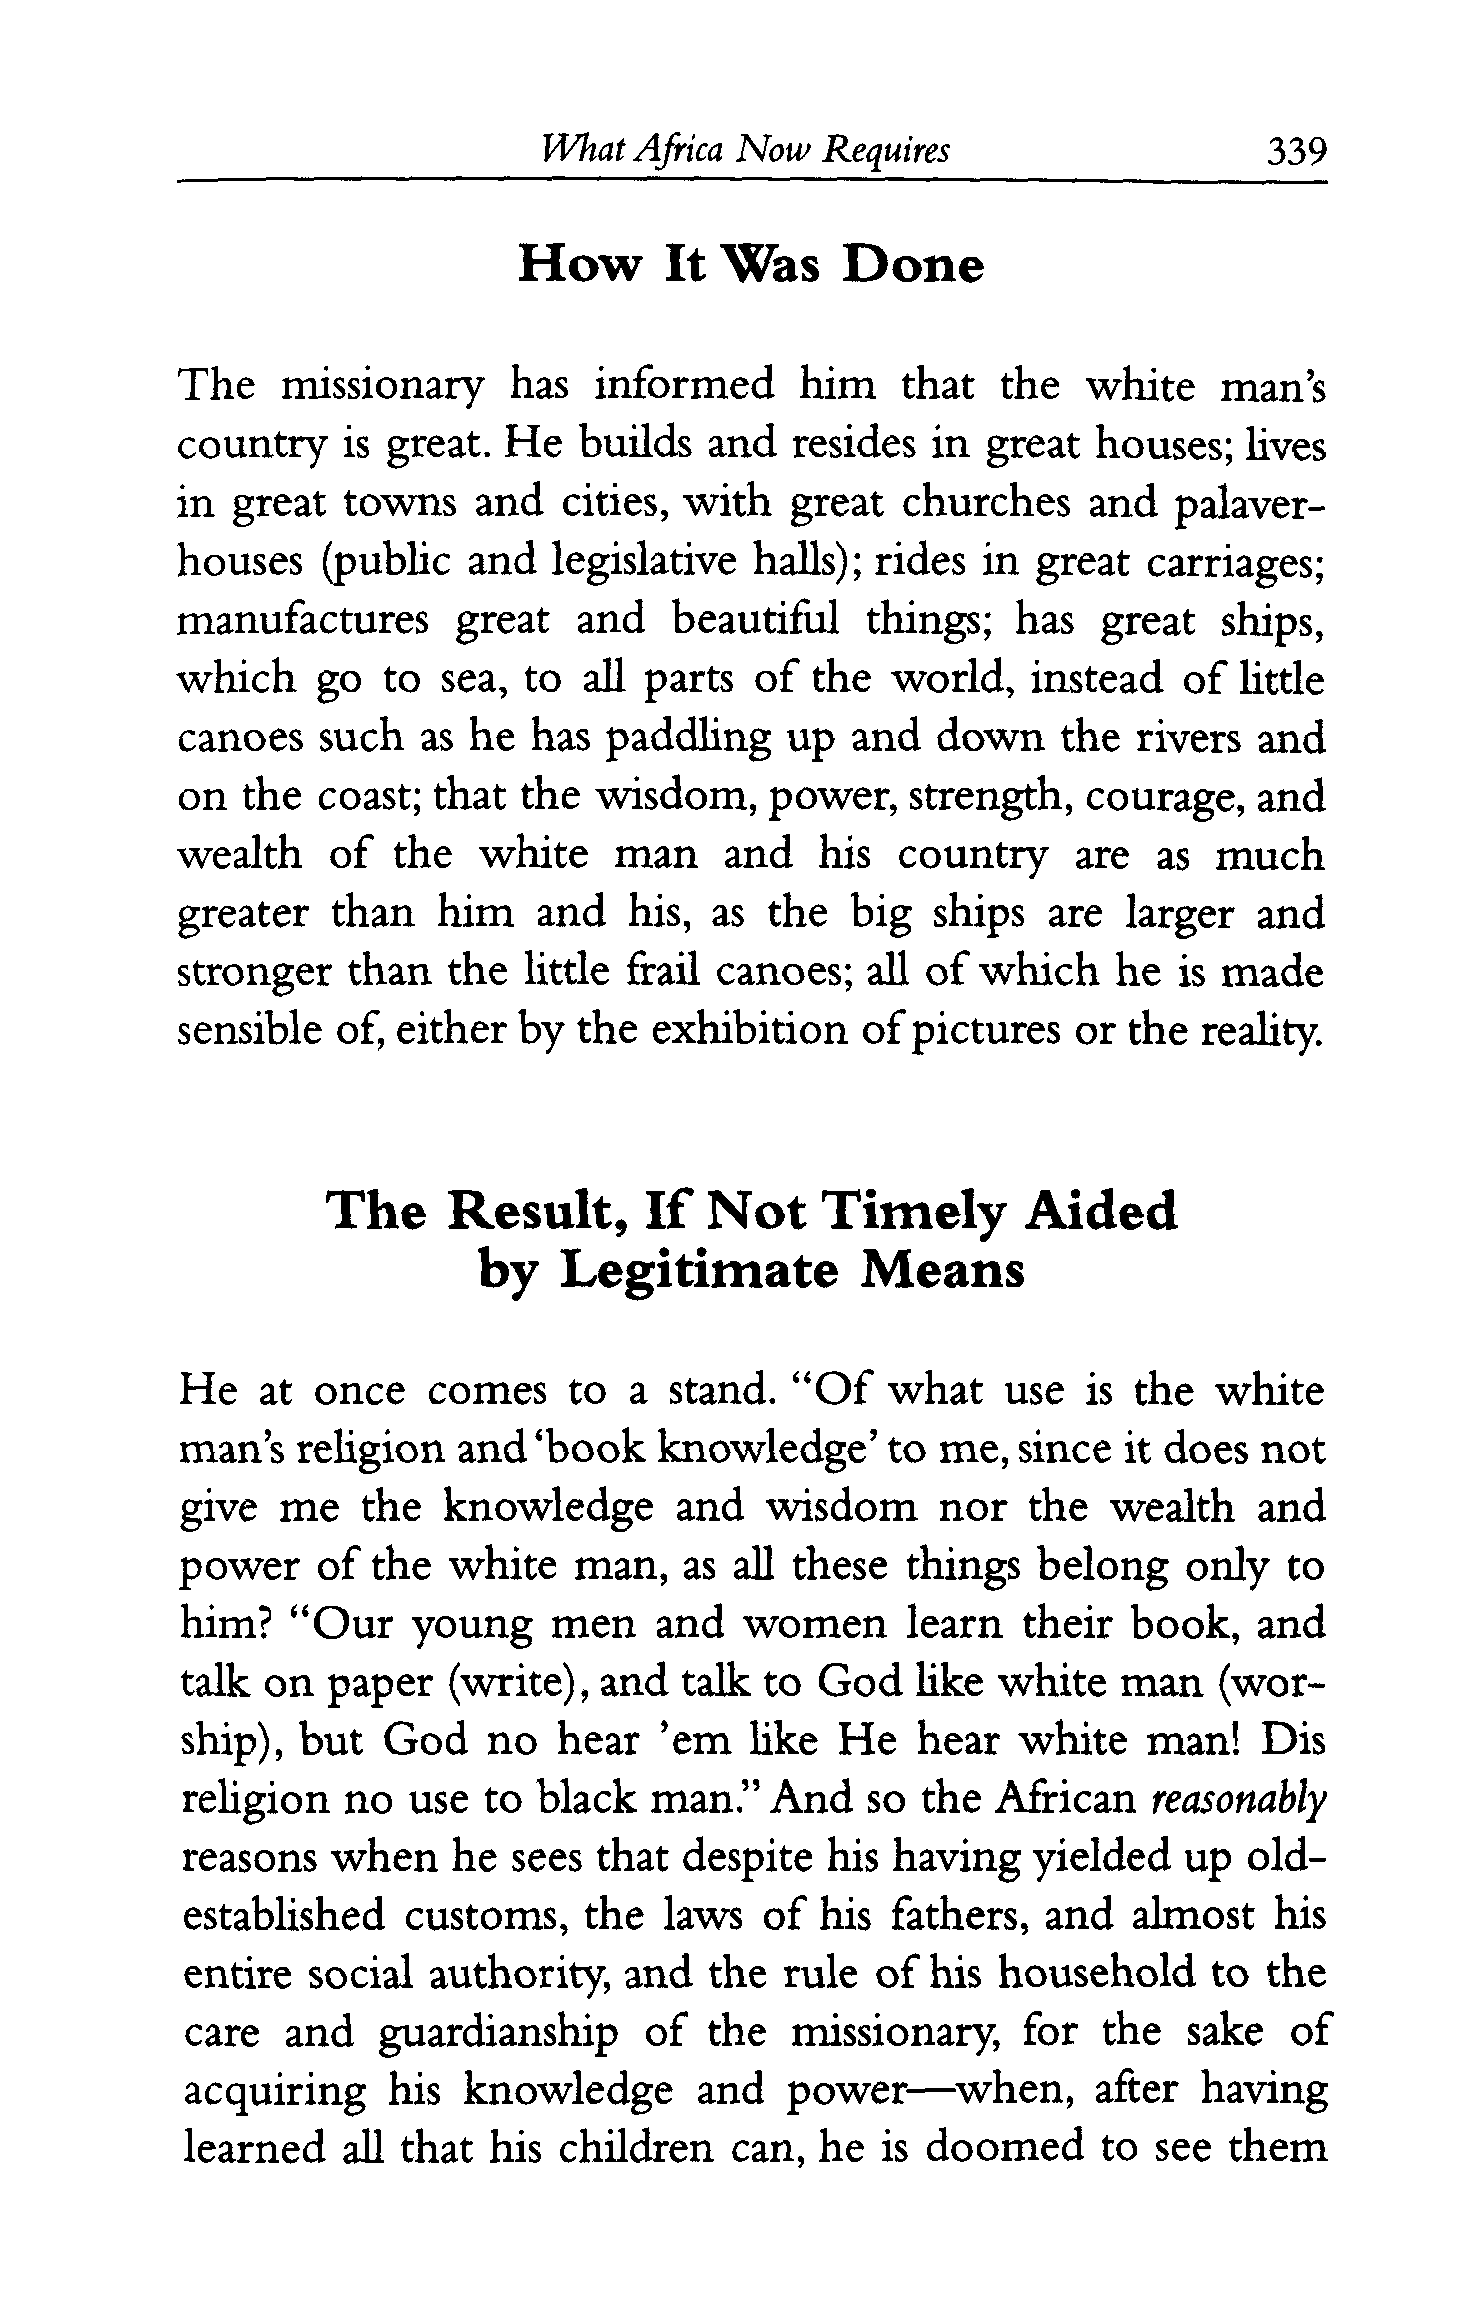 What Africa Now Requires 339
How It Was Done
The missionary has informed him that the white man's
country is great. He builds and resides in great houses; lives
in great towns and cities, with great churches and palaver-
houses (public and legislative halls); rides in great carriages;
manufactures great and beautiful things; has great ships,
which go to sea, to all parts of the world, instead of little
canoes such as he has paddling up and down the rivers and
on the coast; that the wisdom, power, strength, courage, and
wealth of the white man and his country are as much
greater than him and his, as the big ships are larger and
stronger than the little frail canoes; all of which he is made
sensible of, either by the exhibition of pictures or the reality.
The Result, If Not Timely Aided
by Legitimate Means
He at once comes to a stand. “Of what use is the white
man's religion and ‘book knowledge’ to me, since it does not
give me the knowledge and wisdom nor the wealth and
power of the white man, as all these things belong only to
him? “Our young men and women learn their book, and
talk on paper (write), and talk to God like white man (wor-
ship), but God no hear ’em like He hear white man! Dis
religion no use to black man.” And so the African reasonably
reasons when he sees that despite his having yielded up old-
established customs, the laws of his fathers, and almost his
entire social authority, and the rule of his household to the
care and guardianship of the missionary, for the sake of
acquiring his knowledge and power—when, after having
learned all that his children can, he is doomed to see them